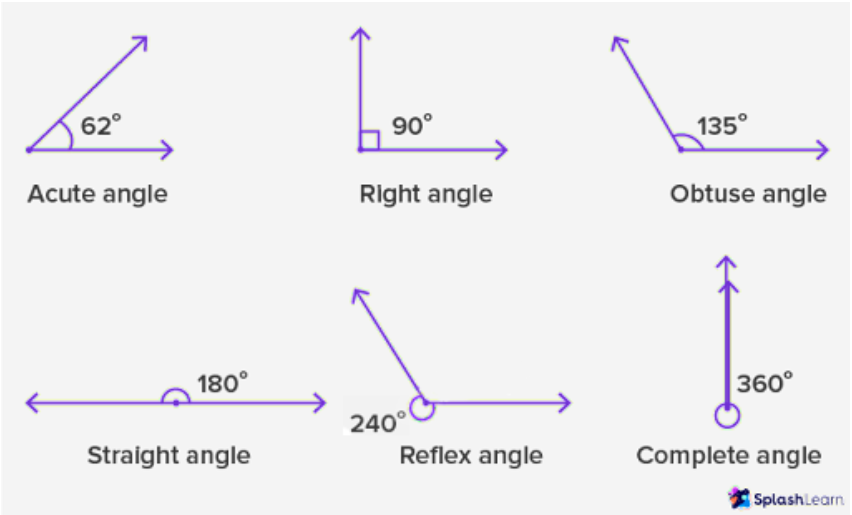 62°
90°
135°
Acute angle
Right angle
Obtuse angle
180°
240°
360°
Straight angle
Reflex angle
Complete angle
SplashLearn